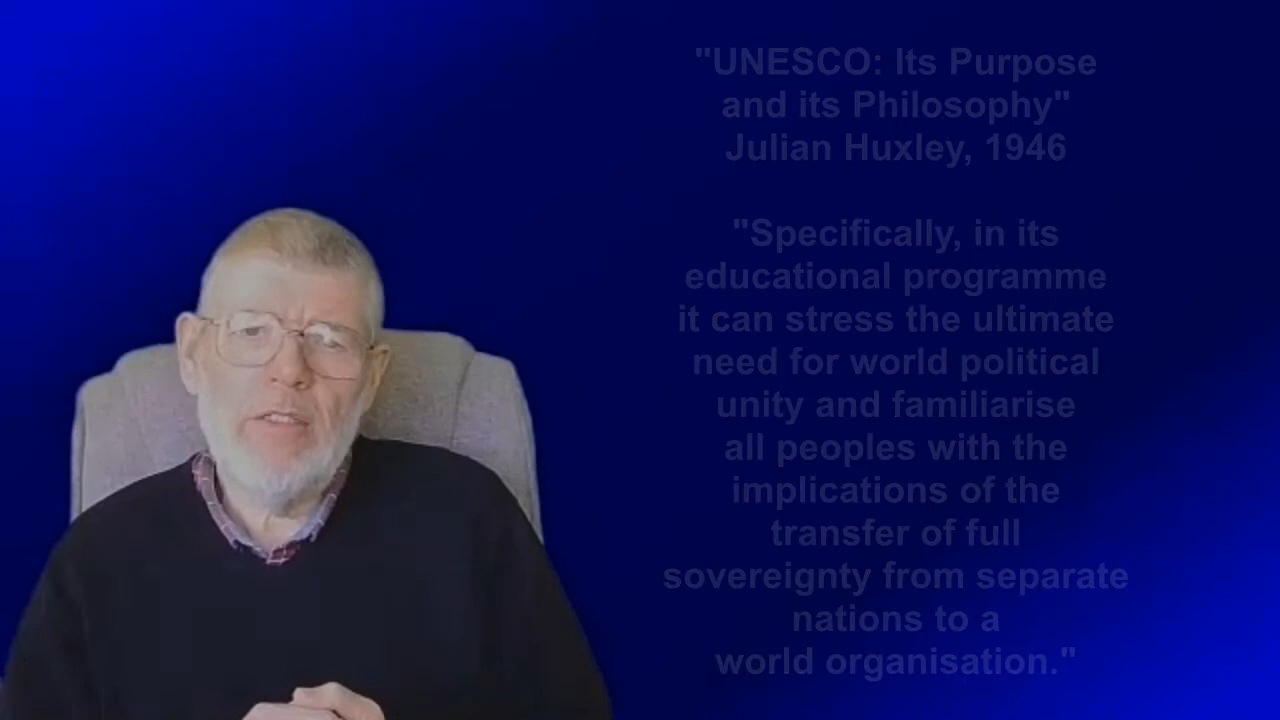 "UNESCO: Its Purpose
and its Philosophy"
Julian Huxley, 1946
"Specifically, in its
educational programme
it can stress the ultimate
need for world political
unity and familiarise
all peoples with the
implications of the
transfer of full
sovereignty from separate
nations to a
world organisation."